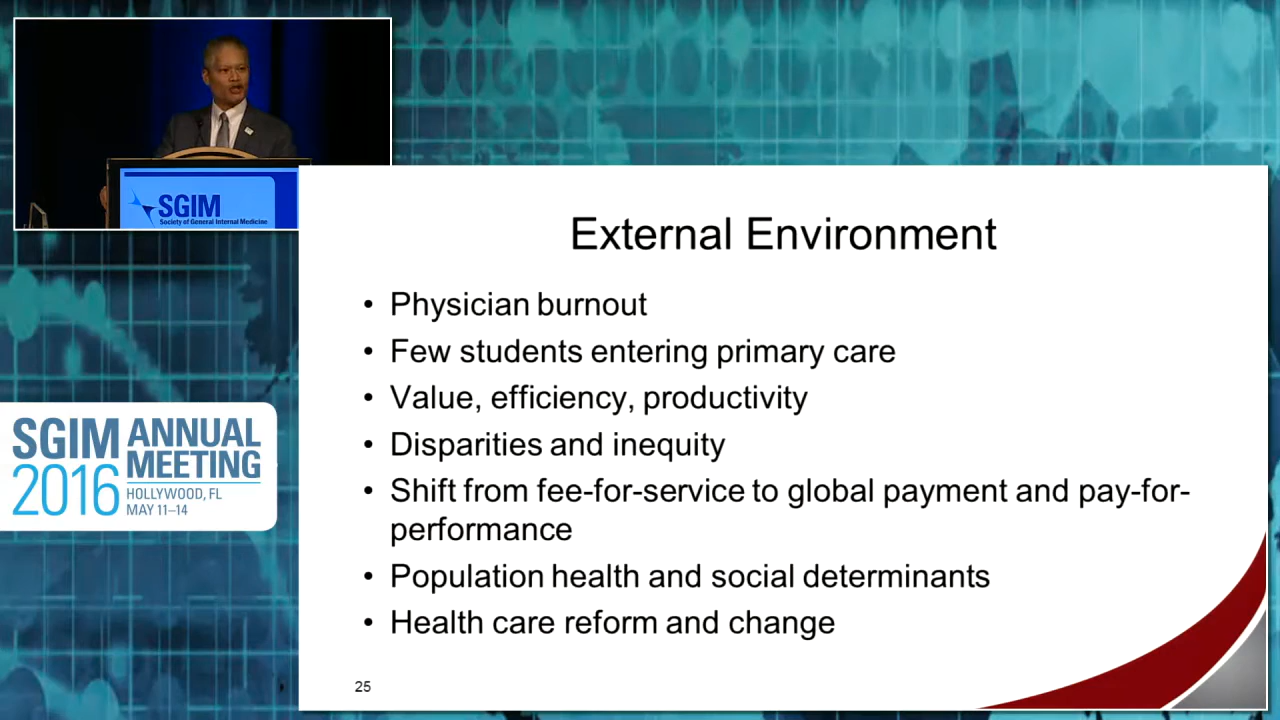 SGIM
Society of General Internal Medicine
External Environment
• Physician burnout
• Few students entering primary care
• Value, efficiency, productivity
• Disparities and inequity
• Shift from fee-for-service to global payment and pay-for-
performance
• Population health and social determinants
• Health care reform and change
25
SGIM ANNUAL
2016 MEETING
HOLLYWOOD, FL
MAY 11–14